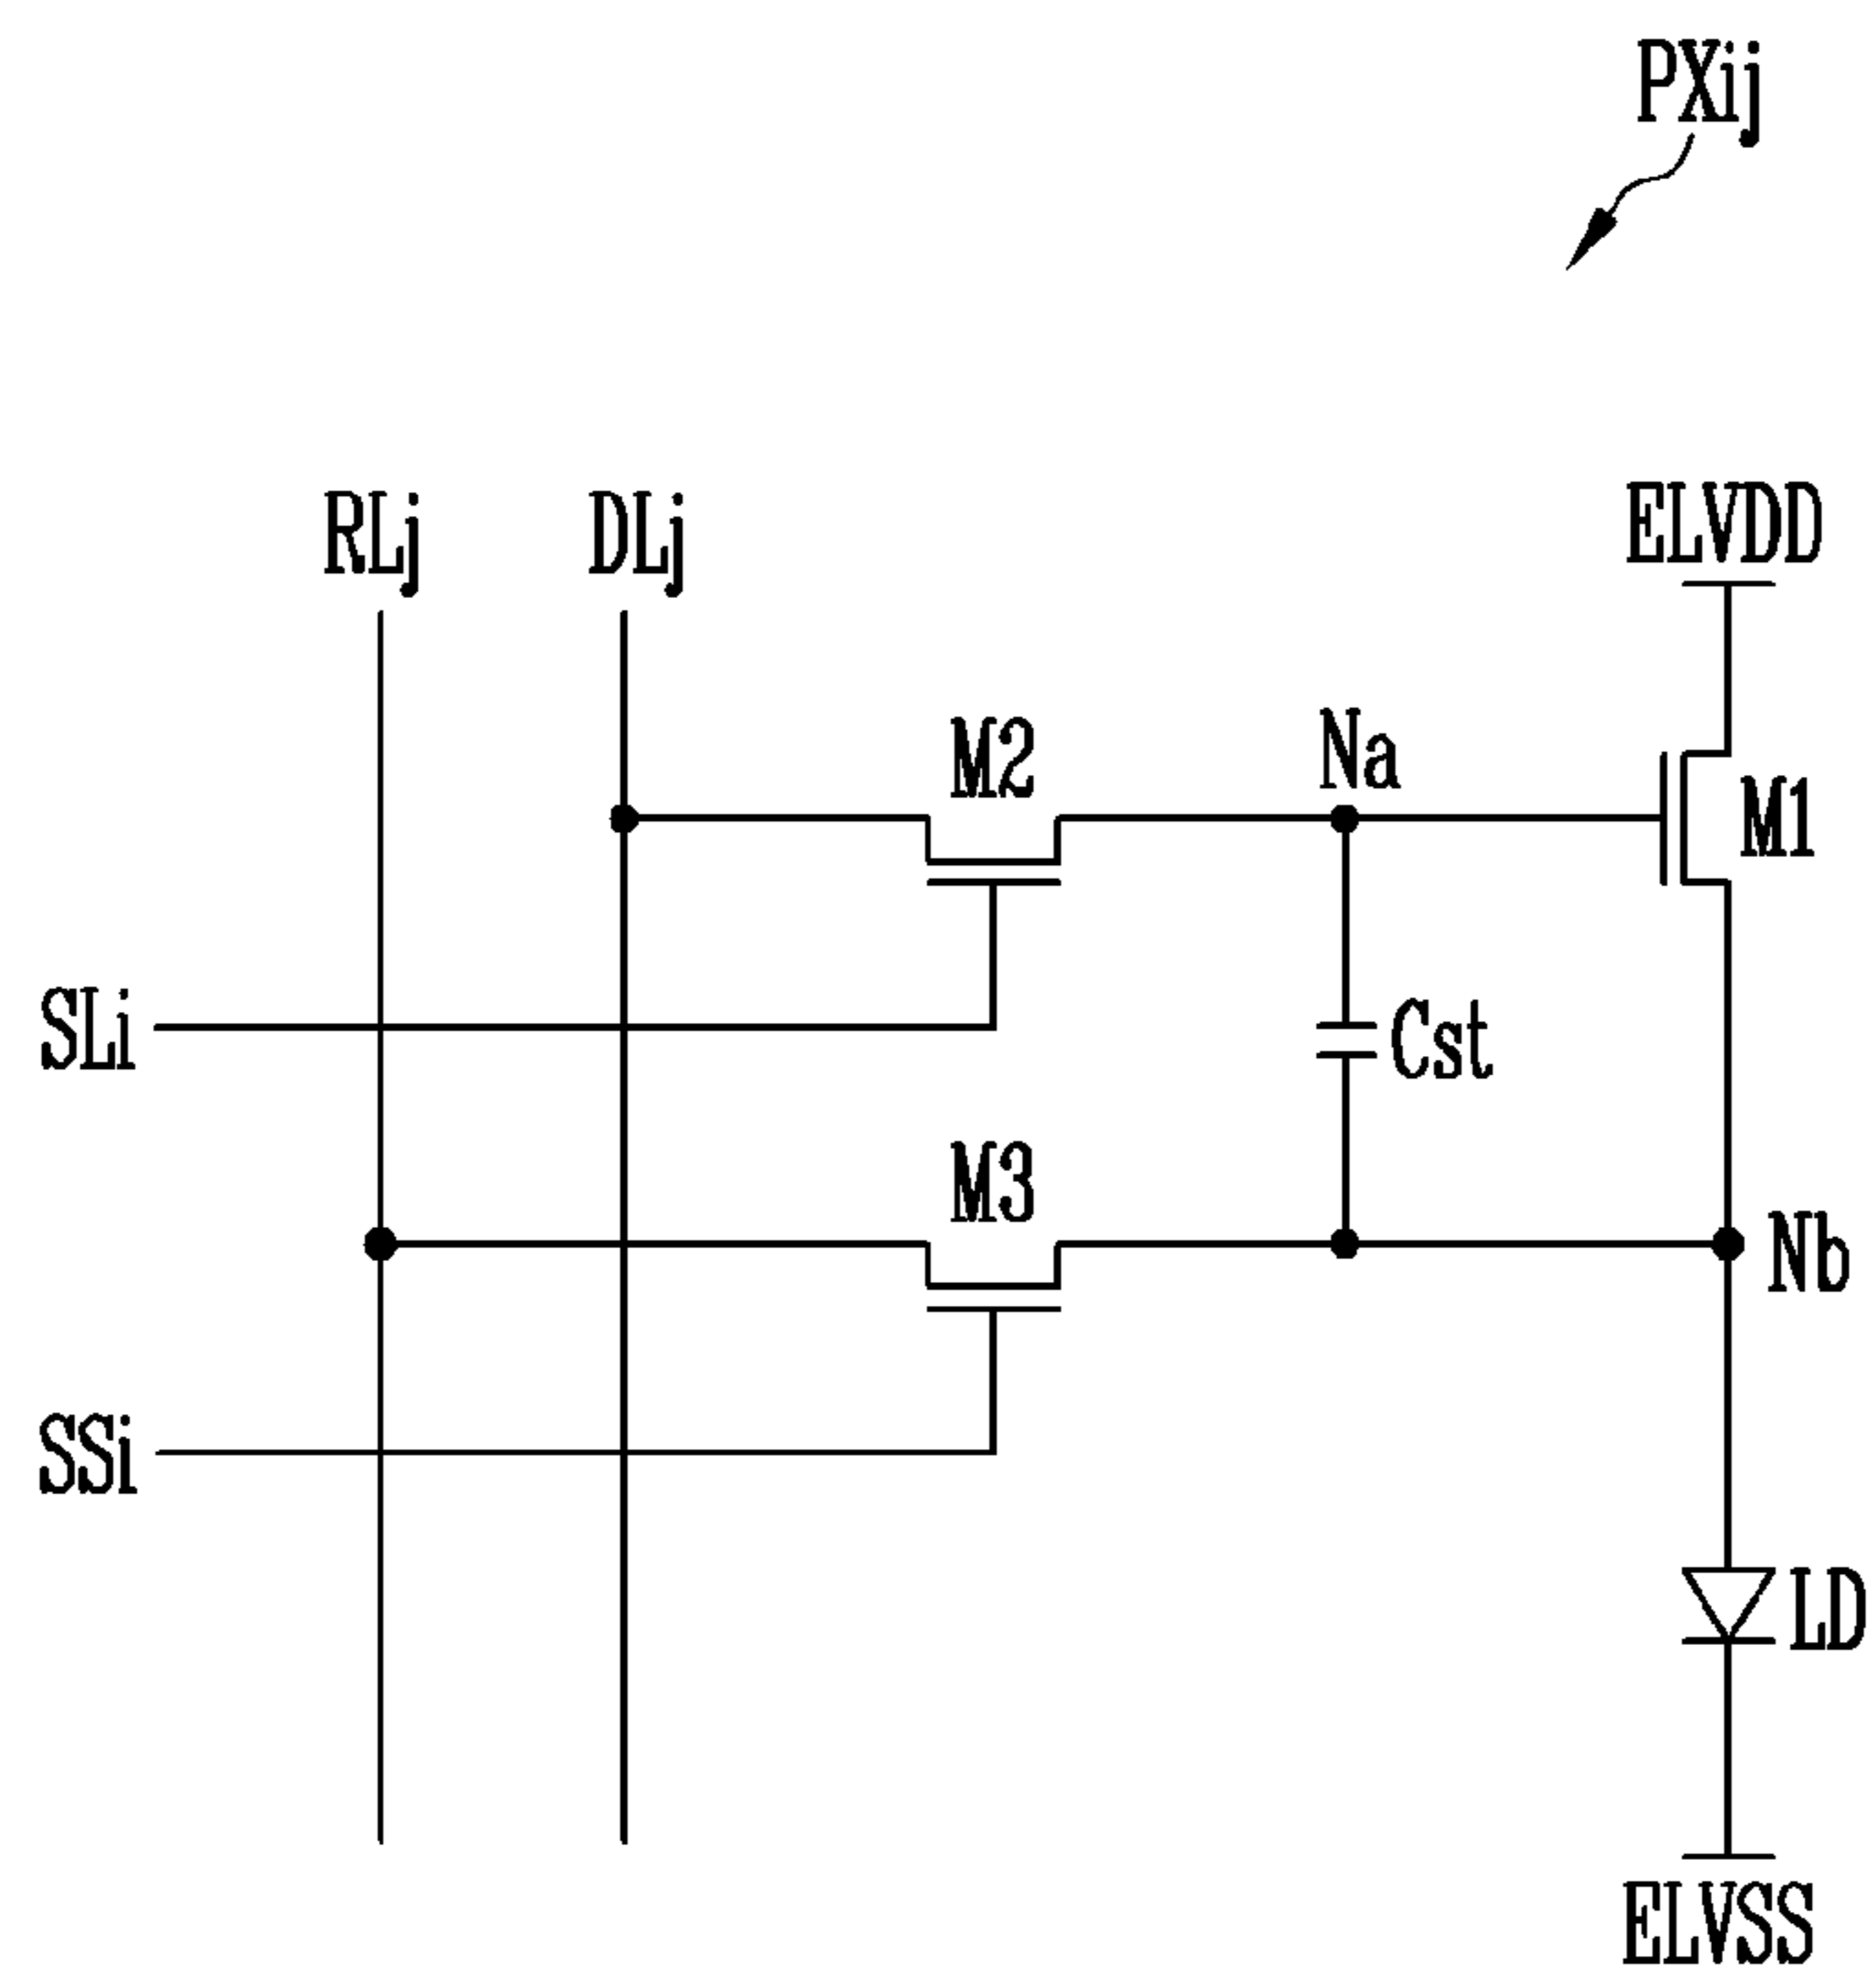 PXij
RLj
DLj
ELVDD
M2
Na
M1
SLi
Cst
M3
Nb
SSi
LD
ELVSS